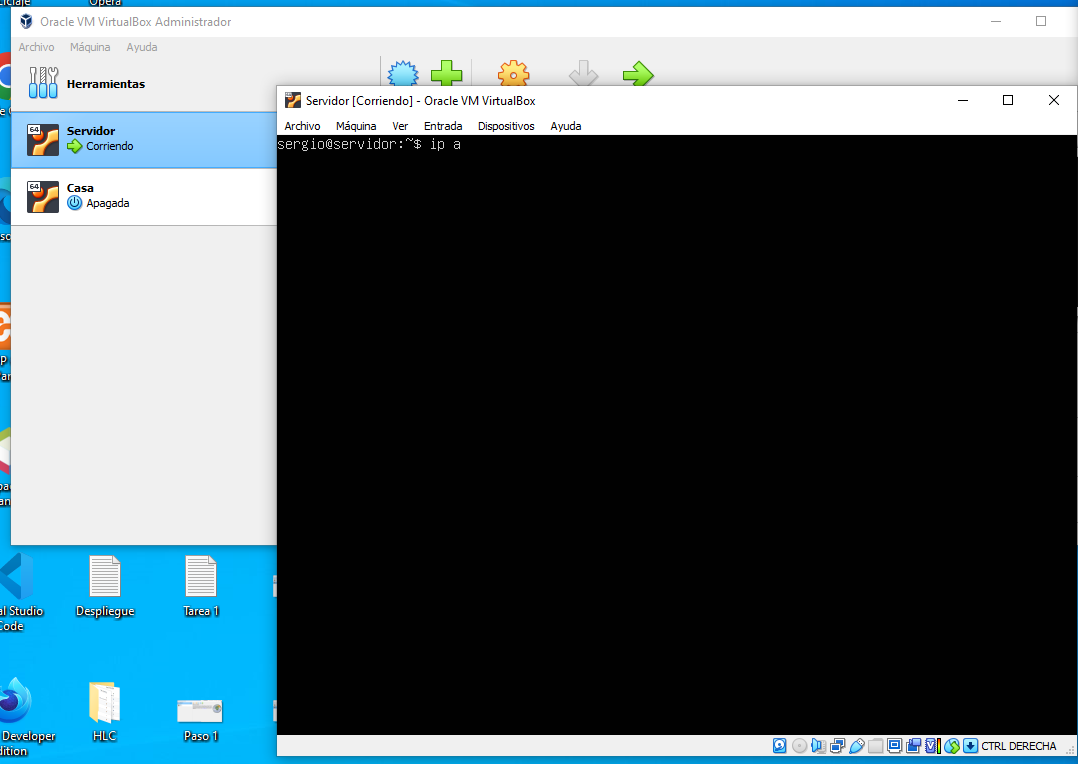 Opera
Oracle VM VirtualBox Administrador
Archivo Máquina Ayuda
Herramientas
64
Servidor
Corriendo
64
Casa
Apagada
Servidor [Corriendo] - Oracle VM VirtualBox
Archivo Máquina Ver Entrada Dispositivos Ayuda
sergio@servidor:~$ ip a
CTRL DERECHA
al Studio
Code
Despliegue
Tarea 1
Developer
dition
HLC
Paso 1